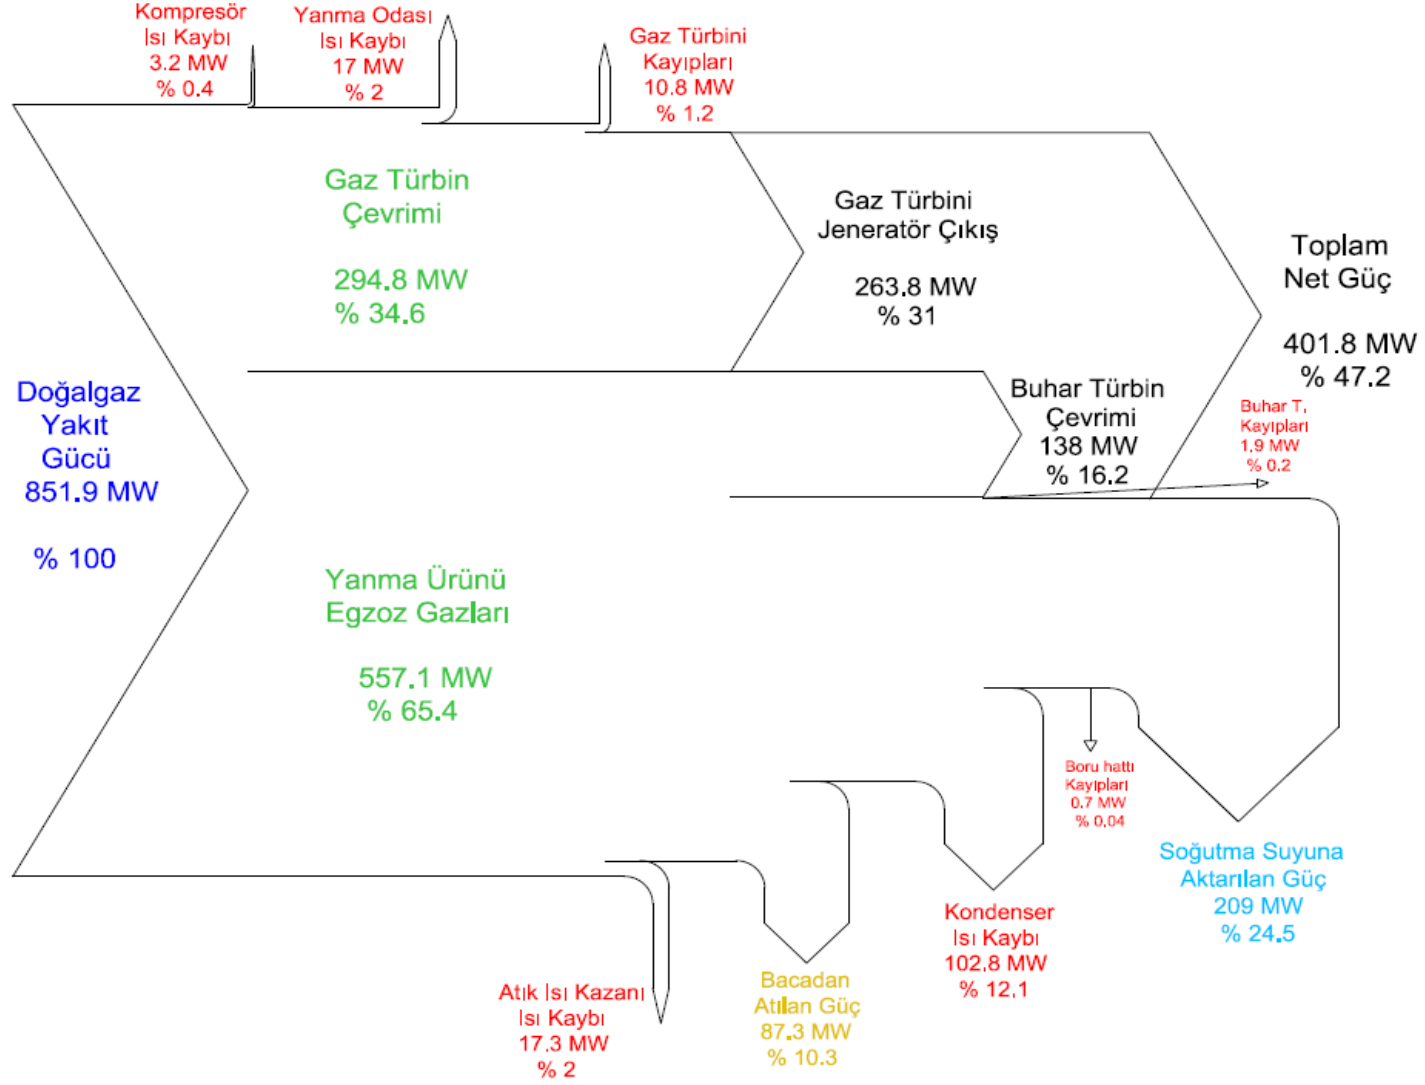 Kompresör
Isı Kaybı
3.2 MW
% 0.4
Yanma Odası
Isı Kaybı
17 MW
% 2
Gaz Türbini
Kayıpları
10.8 MW
% 1.2
Gaz Türbin
Çevrimi
294.8 MW
% 34.6
Gaz Türbini
Jeneratör Çıkış
263.8 MW
% 31
Toplam
Net Güç
401.8 MW
% 47.2
Doğalgaz
Yakıt
Gücü
851.9 MW
% 100
Buhar Türbin
Çevrimi
138 MW
% 16.2
Buhar T.
Kayıpları
1.9 MW
% 0.2
Yanma Ürünü
Egzoz Gazları
557.1 MW
% 65.4
Boru hattı
Kayıpları
0.7 MW
% 0.04
Soğutma Suyuna
Aktarılan Güç
209 MW
% 24.5
Kondenser
Isı Kaybı
102.8 MW
% 12.1
Bacadan
Atılan Güç
87.3 MW
% 10.3
Atık Isı Kazanı
Isı Kaybı
17.3 MW
% 2